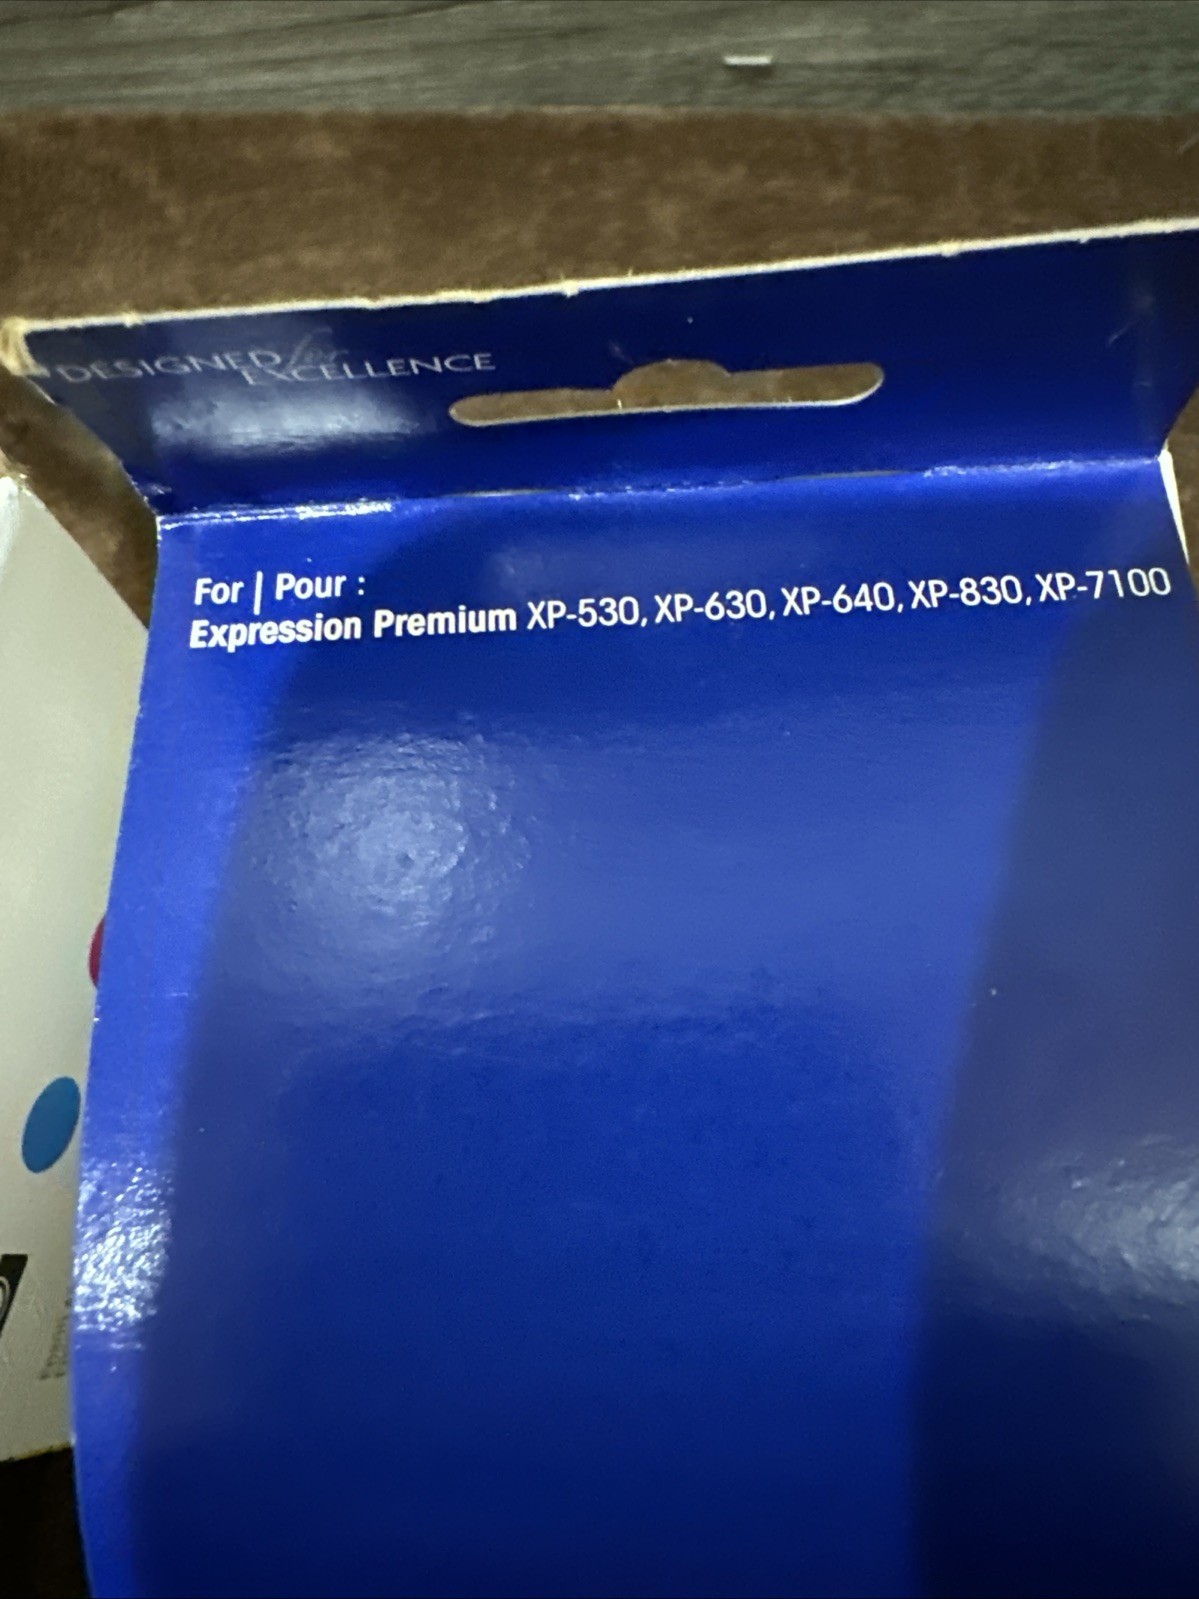 DESIGNED for
EXCELLENCE
For | Pour :
Expression Premium XP-530, XP-630, XP-640, XP-830, XP-7100